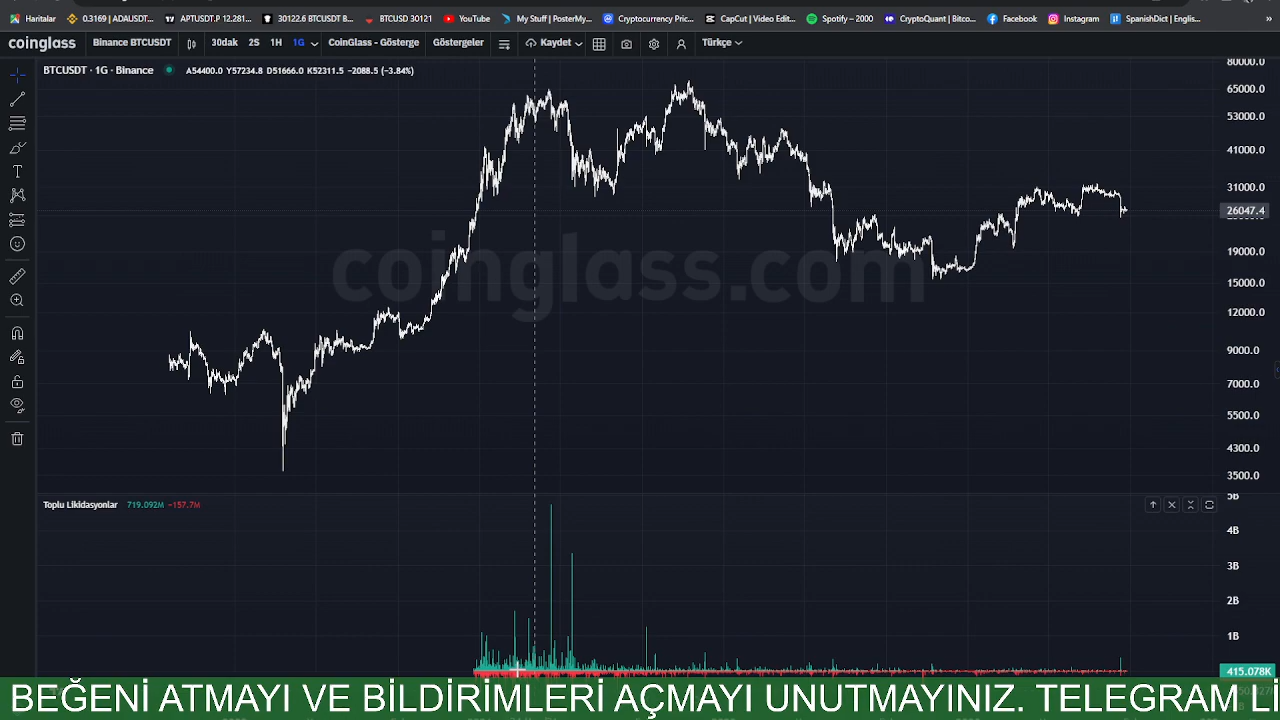 Haritalar 0.3169 | ADAUSDT... APTUSDT.P 12.281... 30122.6 BTCUSDT B... BTCUSD 30121 YouTube My Stuff | PosterMy... Cryptocurrency Pric... CapCut | Video Edit... Spotify – 2000 CryptoQuant | Bitco... Facebook Instagram SpanishDict | Englis... »
coinglass Binance BTCUSDT 30dak 2S 1H 1G CoinGlass - Gösterge Göstergeler Kaydet Türkçe
BTCUSDT · 1G · Binance A54400.0 Y57234.8 D51666.0 K52311.5 −2088.5 (−3.84%)
80000.0
65000.0
53000.0
41000.0
31000.0
26047.4
19000.0
15000.0
12000.0
9000.0
7000.0
5500.0
4300.0
3500.0
coinglass.com
Toplu Likidasyonlar 719.092M −157.7M
5B
4B
3B
2B
1B
415.078K
BEĞENİ ATMAYI VE BİLDİRİMLERİ AÇMAYI UNUTMAYINIZ. TELEGRAM Lİ